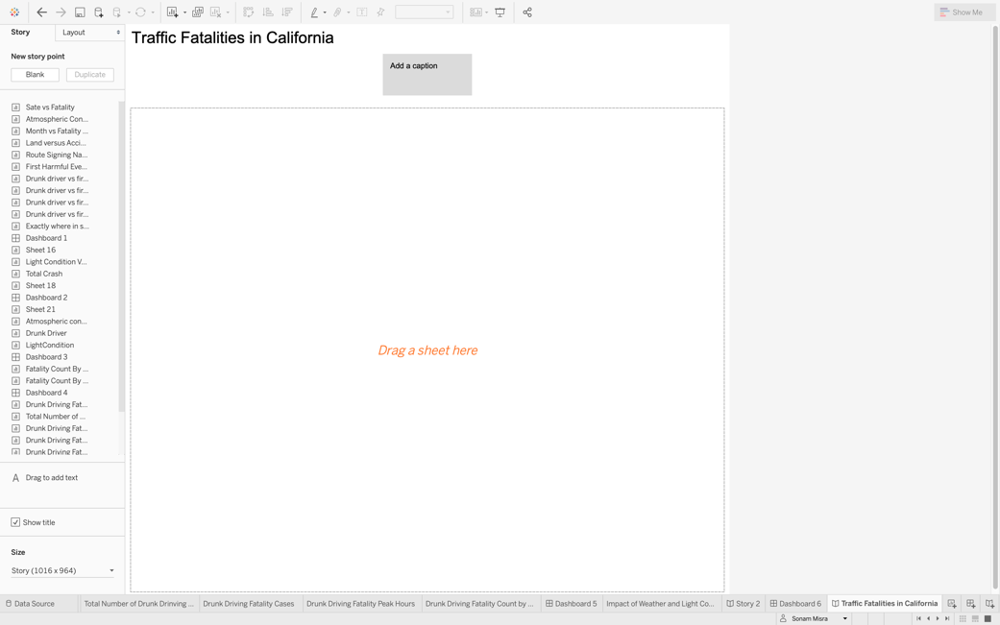 Show Me
Story
Layout
Traffic Fatalities in California
New story point
Blank
Duplicate
Add a caption
Sate vs Fatality
Atmospheric Con...
Month vs Fatality ...
Land versus Acci...
Route Signing Na...
First Harmful Eve...
Drunk driver vs fir...
Drunk driver vs fir...
Drunk driver vs fir...
Drunk driver vs fir...
Exactly where in s...
Dashboard 1
Sheet 16
Light Condition V...
Total Crash
Sheet 18
Dashboard 2
Sheet 21
Atmospheric con...
Drunk Driver
LightCondition
Dashboard 3
Fatality Count By ...
Fatality Count By ...
Dashboard 4
Drunk Driving Fat...
Total Number of ...
Drunk Driving Fat...
Drunk Driving Fat...
Drunk Driving Fat...
Drag a sheet here
A Drag to add text
Show title
Size
Story (1016 x 964)
Data Source
Total Number of Drunk Drinving ...
Drunk Driving Fatality Cases
Drunk Driving Fatality Peak Hours
Drunk Driving Fatality Count by ...
Dashboard 5
Impact of Weather and Light Co...
Story 2
Dashboard 6
Traffic Fatalities in California
Sonam Misra